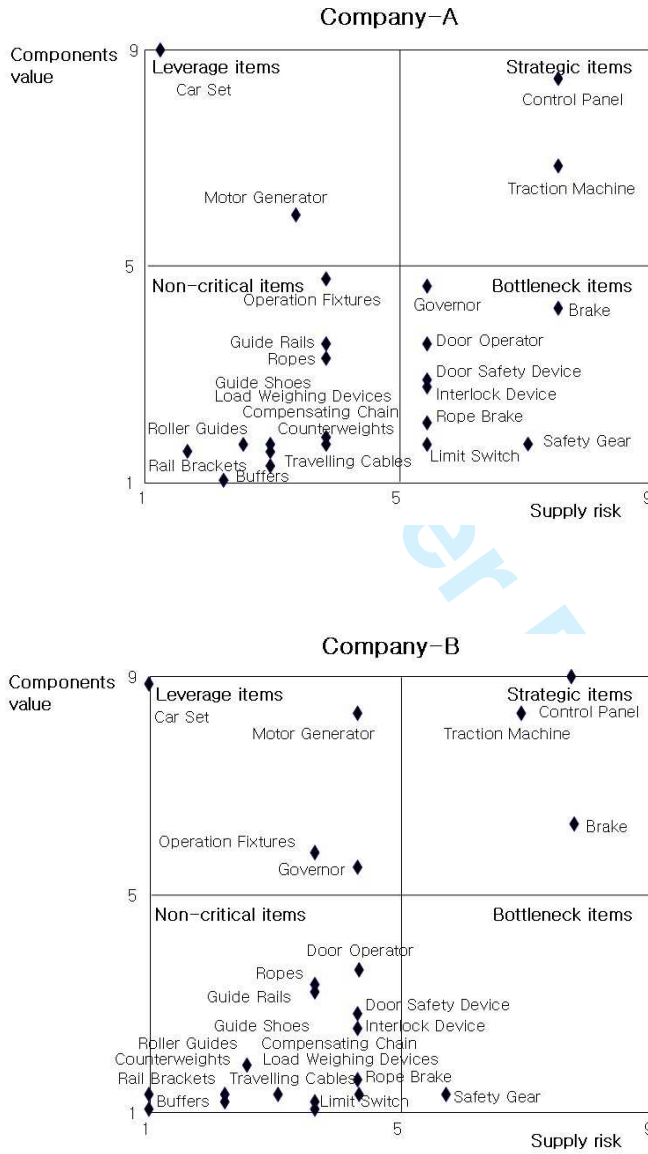 Company-A
Components
value
9
Leverage items
Strategic items
Car Set
Control Panel
Traction Machine
Motor Generator
5
Non-critical items
Bottleneck items
Operation Fixtures
Governor
Brake
Guide Rails
Door Operator
Ropes
Door Safety Device
Guide Shoes
Load Weighing Devices
Interlock Device
Compensating Chain
Rope Brake
Roller Guides
Counterweights
Safety Gear
Limit Switch
Rail Brackets
Travelling Cables
Buffers
1
1
5
9
Supply risk
er
Company-B
Components
value
9
Leverage items
Strategic items
Car Set
Control Panel
Motor Generator
Traction Machine
Brake
Operation Fixtures
Governor
5
Non-critical items
Bottleneck items
Door Operator
Ropes
Guide Rails
Door Safety Device
Guide Shoes
Interlock Device
Roller Guides
Compensating Chain
Counterweights
Load Weighing Devices
Rail Brackets
Travelling Cables
Rope Brake
Buffers
Limit Switch
Safety Gear
1
1
5
9
Supply risk